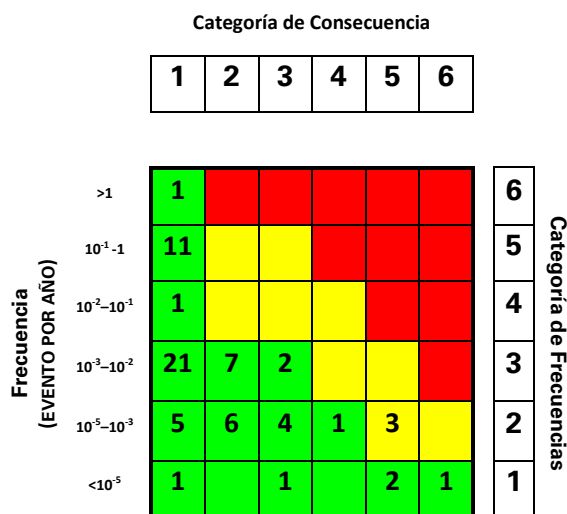 Categoría de Consecuencia
1 2 3 4 5 6
>1 1 6
10⁻¹ -1 11 5
10⁻²–10⁻¹ 1 4
10⁻³–10⁻² 21 7 2 3
10⁻⁵–10⁻³ 5 6 4 1 3 2
<10⁻⁵ 1 1 2 1 1
Frecuencia
(EVENTO POR AÑO)
Categoría de Frecuencias